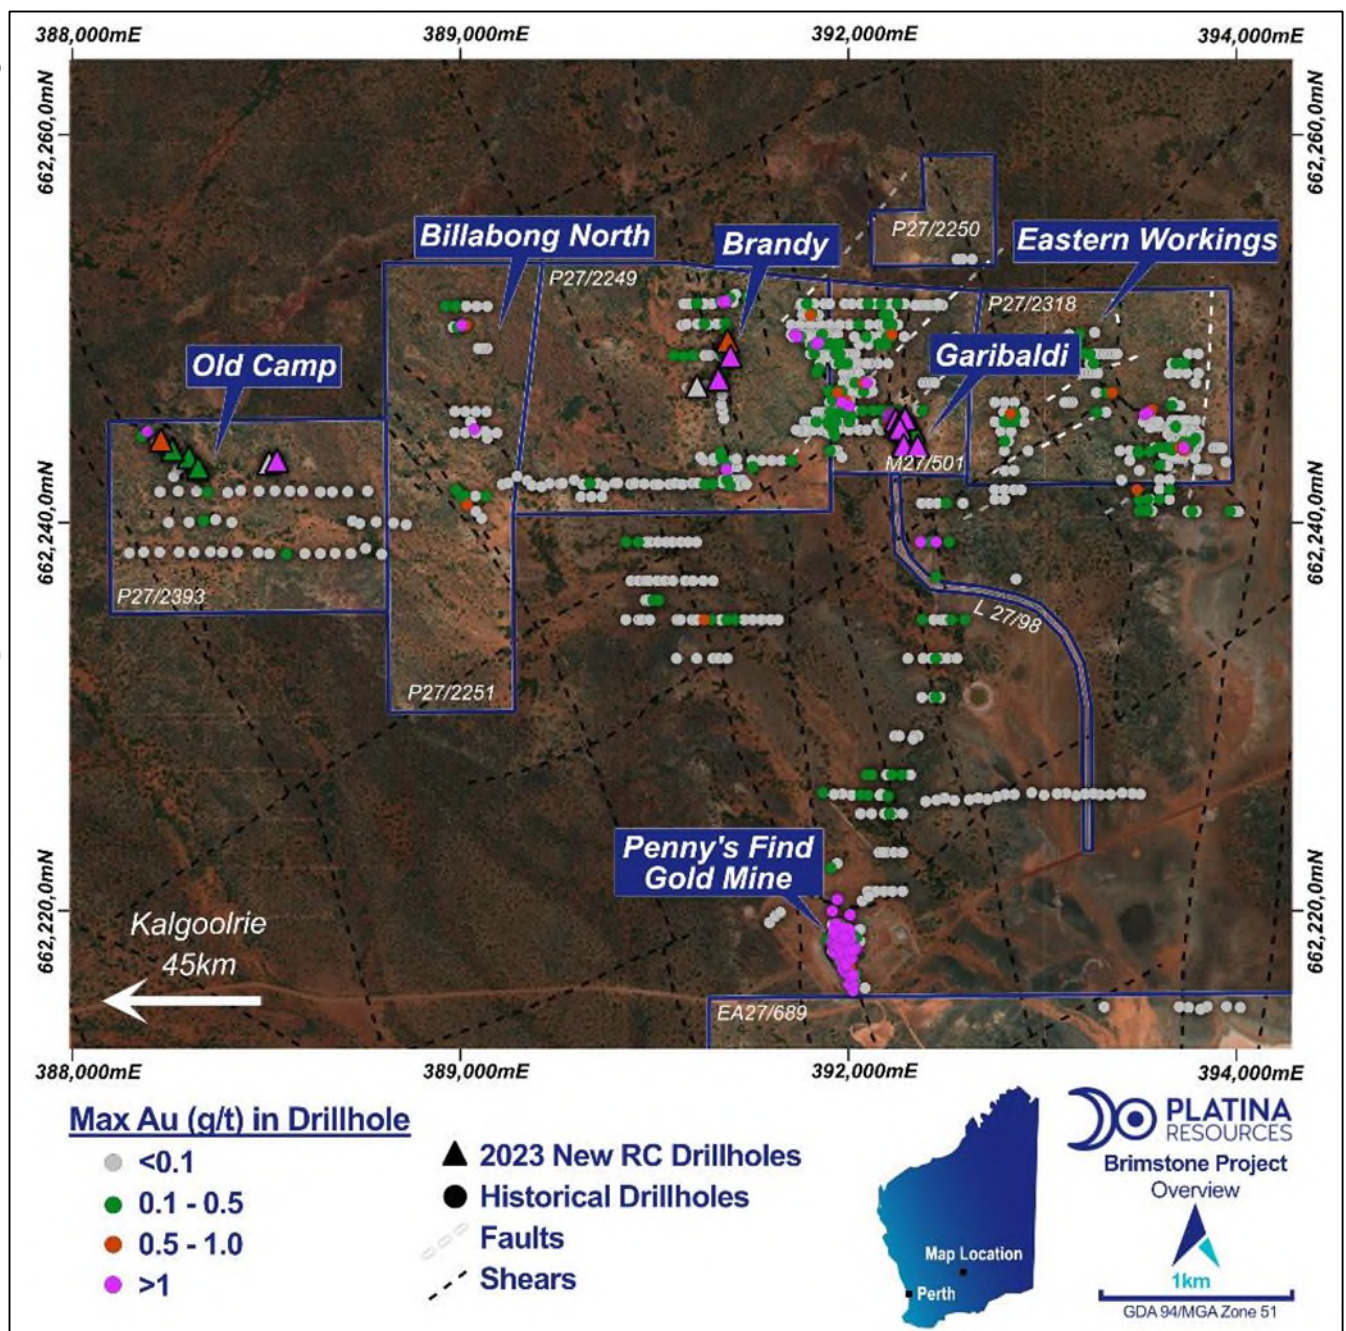 388,000mE
389,000mE
392,000mE
394,000mE
662,260,0mN
662,260,0mN
P27/2250
Billabong North
Brandy
Eastern Workings
P27/2249
P27/2318
Old Camp
Garibaldi
M27/501
662,240,0mN
662,240,0mN
P27/2393
L 27/98
P27/2251
Penny's Find
Gold Mine
662,220,0mN
662,220,0mN
Kalgoolrie
45km
EA27/689
388,000mE
389,000mE
392,000mE
394,000mE
Max Au (g/t) in Drillhole
<0.1
0.1 - 0.5
0.5 - 1.0
>1
2023 New RC Drillholes
Historical Drillholes
Faults
Shears
Map Location
Perth
PLATINA
RESOURCES
Brimstone Project
Overview
1km
GDA 94/MGA Zone 51